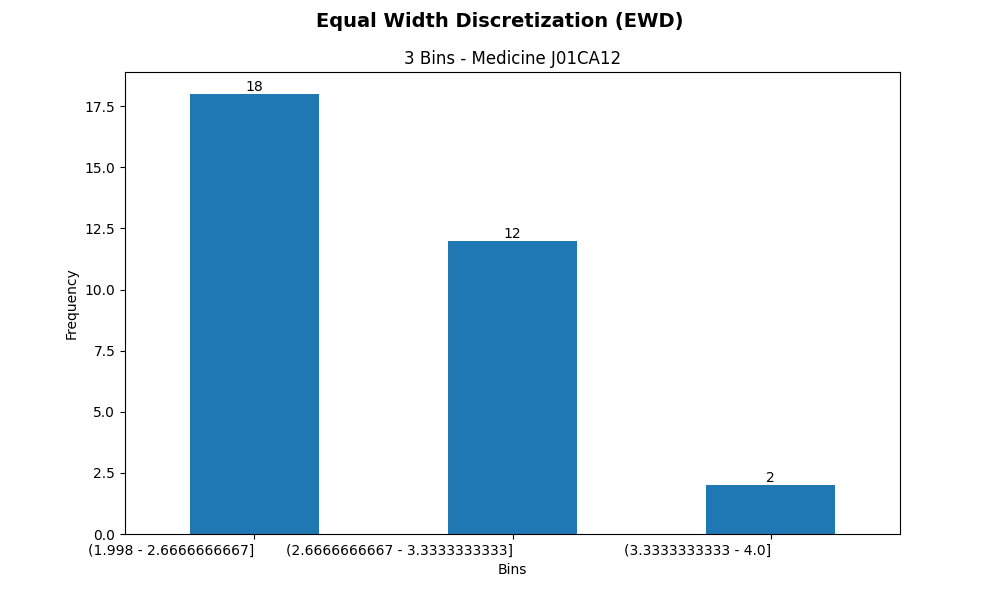 Equal Width Discretization (EWD)
3 Bins - Medicine J01CA12
18
12
2
17.5
15.0
12.5
10.0
7.5
5.0
2.5
0.0
Frequency
(1.998 - 2.6666666667]
(2.6666666667 - 3.3333333333]
(3.3333333333 - 4.0]
Bins